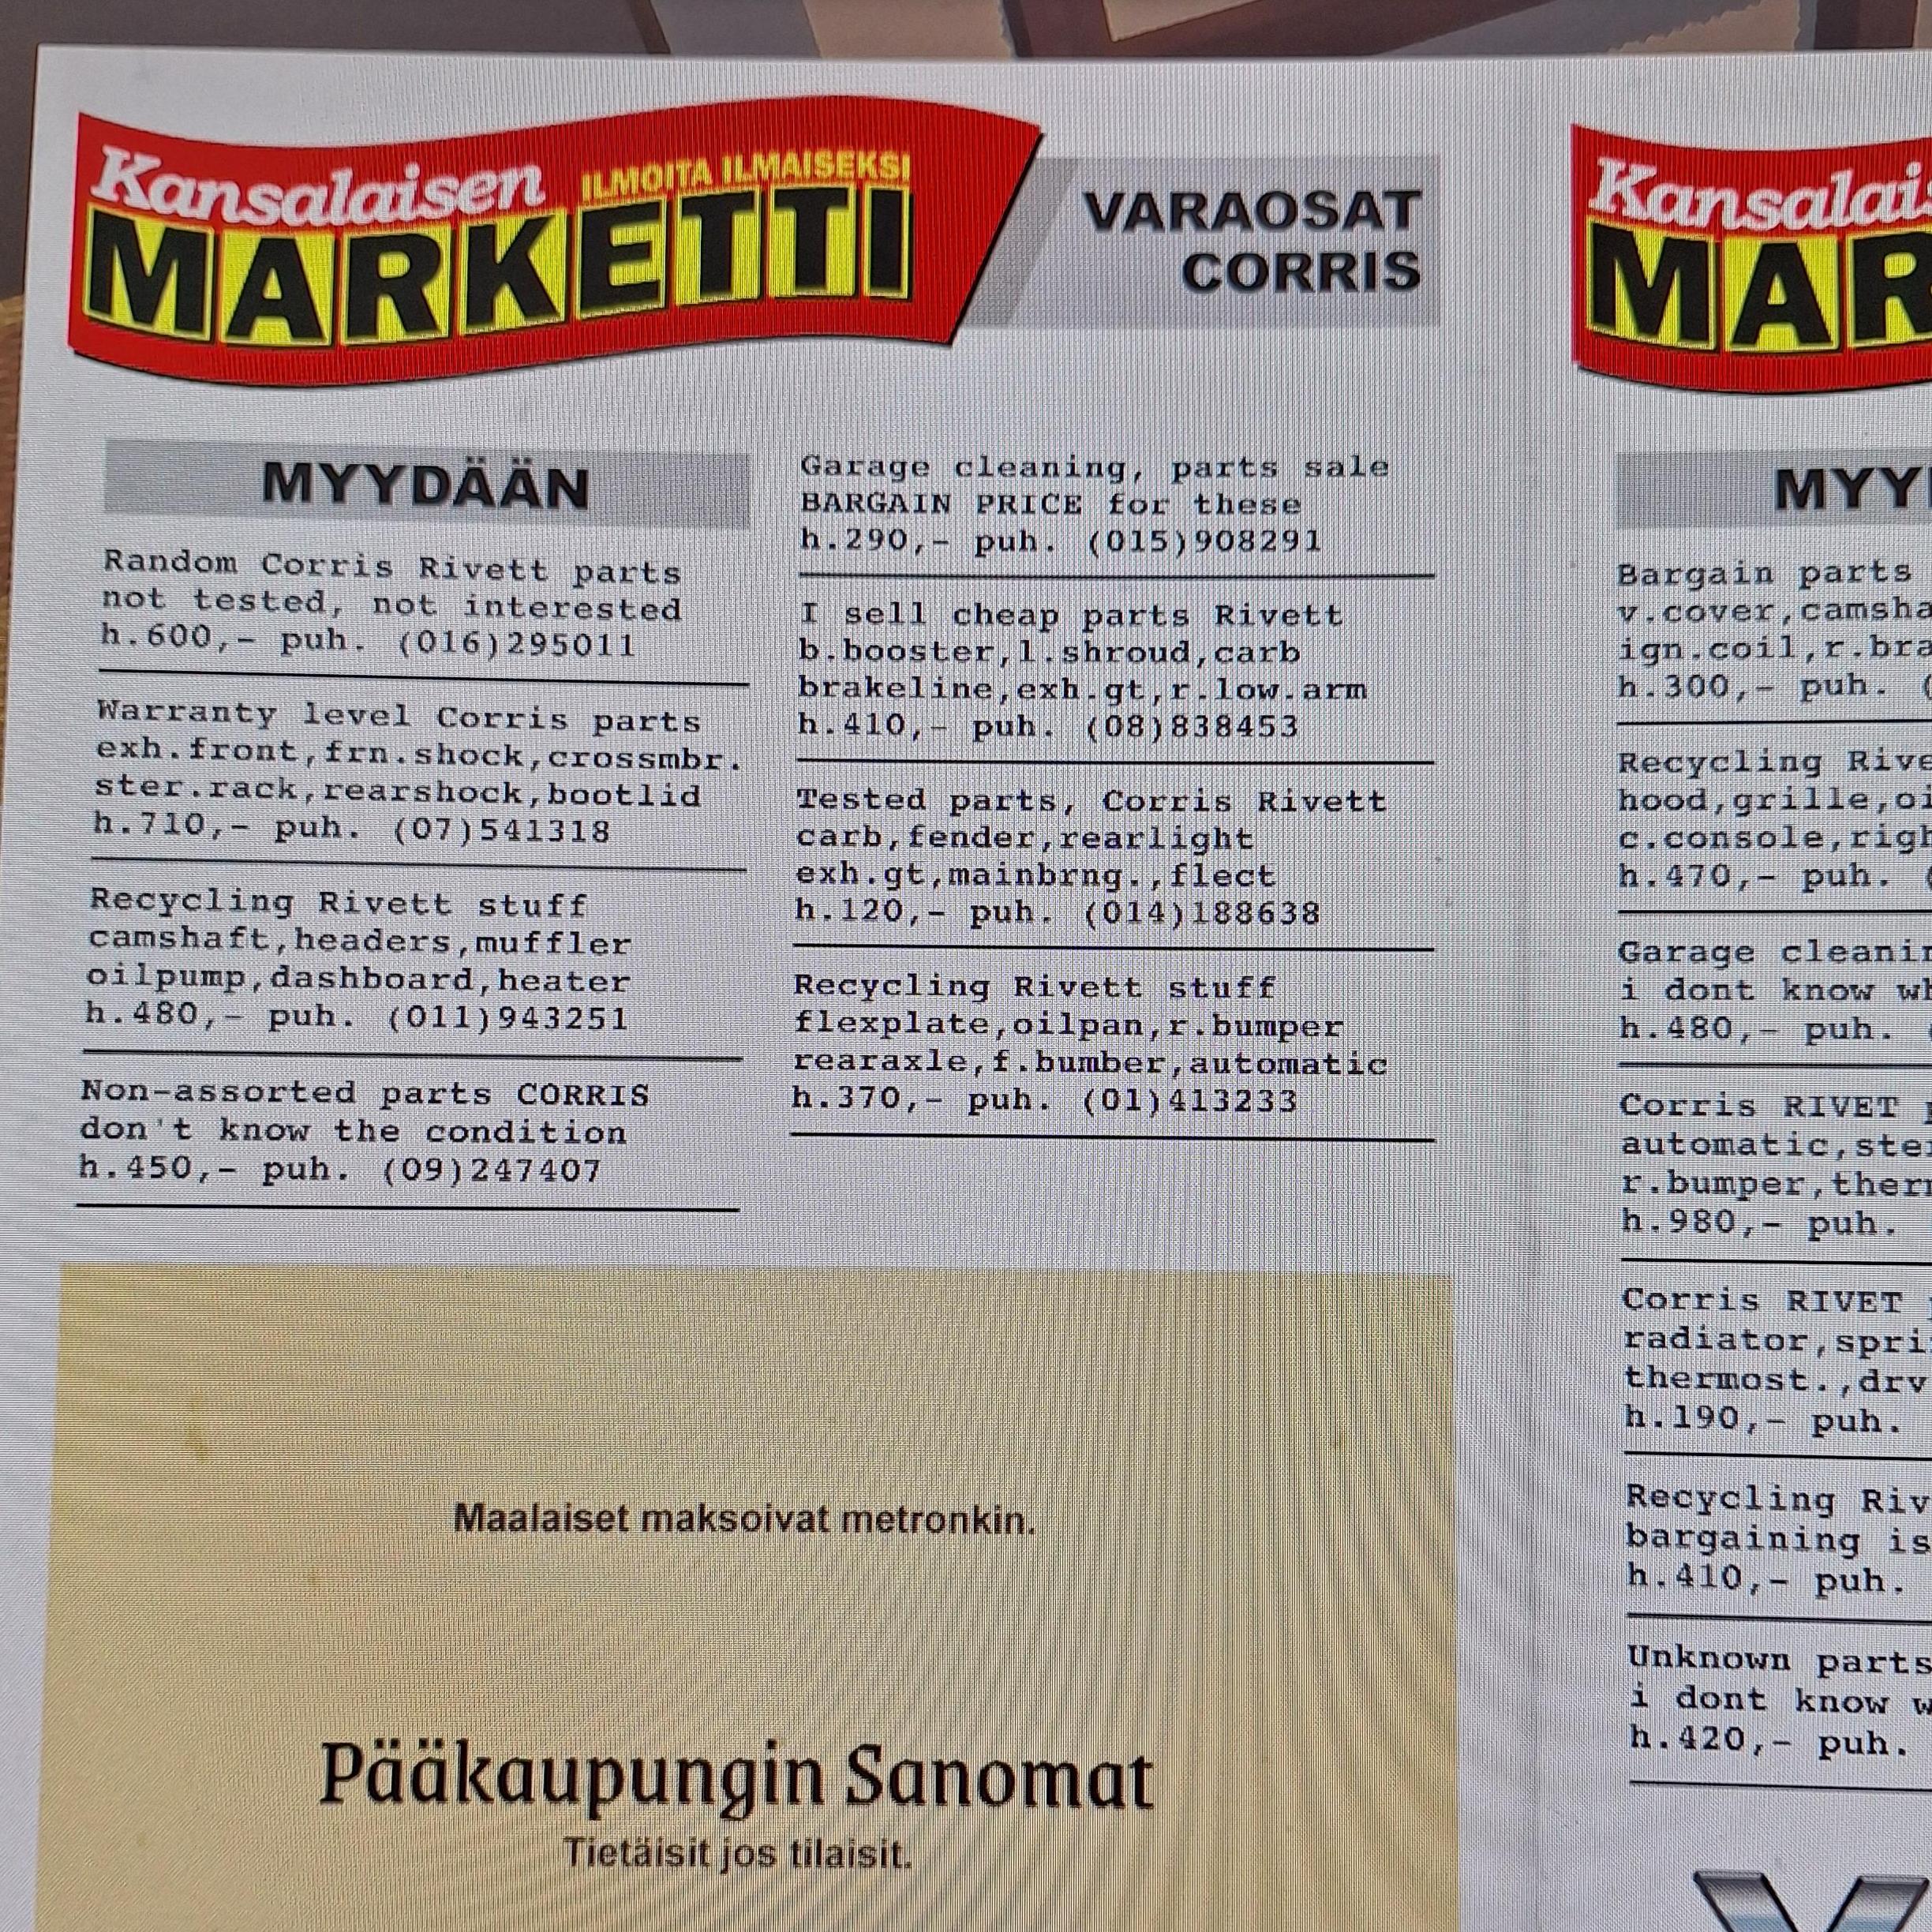 Kansalaisen ILMOITA ILMAISEKSI
MARKETTI
VARAOSAT
CORRIS
MYYDÄÄN
Random Corris Rivett parts
not tested, not interested
h.600,- puh. (016)295011
Warranty level Corris parts
exh.front,frn.shock,crossmbr.
ster.rack,rearshock,bootlid
h.710,- puh. (07)541318
Recycling Rivett stuff
camshaft,headers,muffler
oilpump,dashboard,heater
h.480,- puh. (011)943251
Non-assorted parts CORRIS
don't know the condition
h.450,- puh. (09)247407
Garage cleaning, parts sale
BARGAIN PRICE for these
h.290,- puh. (015)908291
I sell cheap parts Rivett
b.booster,l.shroud,carb
brakeline,exh.gt,r.low.arm
h.410,- puh. (08)838453
Tested parts, Corris Rivett
carb,fender,rearlight
exh.gt,mainbrng.,flect
h.120,- puh. (014)188638
Recycling Rivett stuff
flexplate,oilpan,r.bumper
rearaxle,f.bumber,automatic
h.370,- puh. (01)413233
Maalaiset maksoivat metronkin.
Pääkaupungin Sanomat
Tietäisit jos tilaisit.
Kansalais
MAR
MYY
Bargain parts
v.cover,camsha
ign.coil,r.bra
h.300,- puh. (
Recycling Rive
hood,grille,oi
c.console,righ
h.470,- puh. (
Garage cleanin
i dont know wh
h.480,- puh. (
Corris RIVET p
automatic,ster
r.bumper,therm
h.980,- puh.
Corris RIVET p
radiator,sprin
thermost.,drv
h.190,- puh.
Recycling Riv
bargaining is
h.410,- puh.
Unknown parts
i dont know w
h.420,- puh.